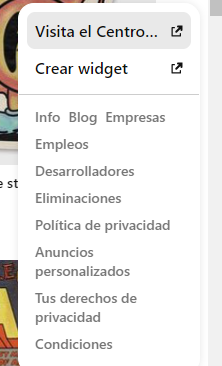 Visita el Centro...
Crear widget
Info Blog Empresas
Empleos
Desarrolladores
Eliminaciones
Política de privacidad
Anuncios
personalizados
Tus derechos de
privacidad
Condiciones